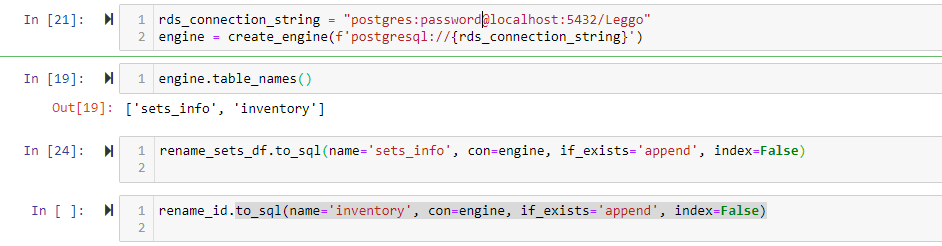 In [21]: 1 rds_connection_string = "postgres:password@localhost:5432/Leggo"
2 engine = create_engine(f'postgresql://{rds_connection_string}')
In [19]: 1 engine.table_names()
Out[19]: ['sets_info', 'inventory']
In [24]: 1 rename_sets_df.to_sql(name='sets_info', con=engine, if_exists='append', index=False)
2
In [ ]: 1 rename_id.to_sql(name='inventory', con=engine, if_exists='append', index=False)
2